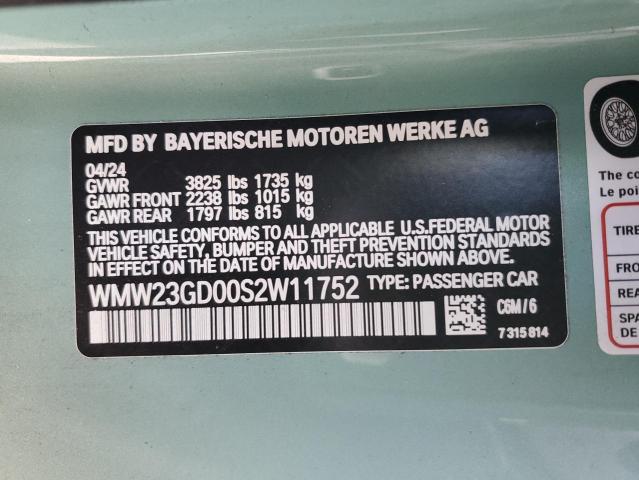 MFD BY BAYERISCHE MOTOREN WERKE AG
04/24
GVWR 3825 lbs 1735 kg
GAWR FRONT 2238 lbs 1015 kg
GAWR REAR 1797 lbs 815 kg
THIS VEHICLE CONFORMS TO ALL APPLICABLE U.S.FEDERAL MOTOR
VEHICLE SAFETY, BUMPER AND THEFT PREVENTION STANDARDS
IN EFFECT ON THE DATE OF MANUFACTURE SHOWN ABOVE.
WMW23GD00S2W11752 TYPE: PASSENGER CAR
C6M/6
7315814
The co
Le poi
TIRE
FRO
REA
SPA
DE